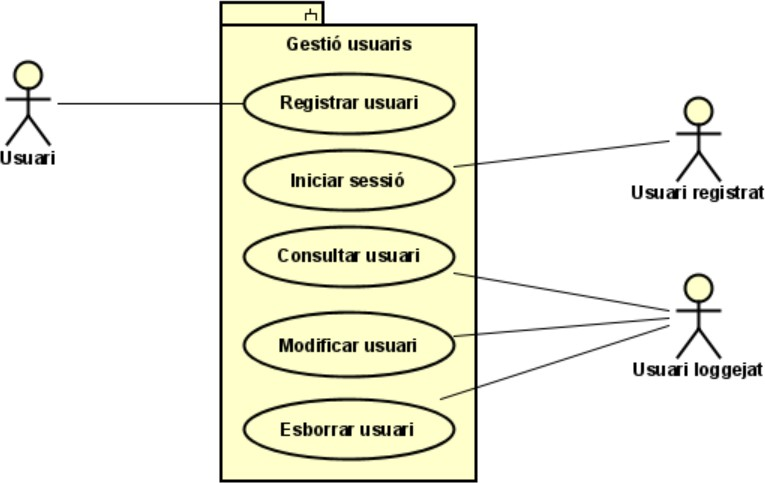 Gestió usuaris
Usuari
Registrar usuari
Iniciar sessió
Consultar usuari
Modificar usuari
Esborrar usuari
Usuari registrat
Usuari loggejat